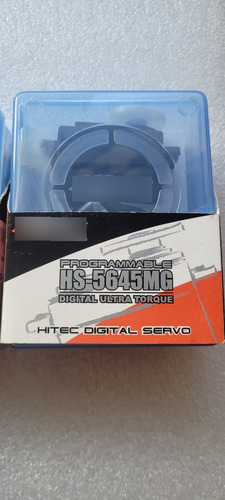 PROGRAMMABLE
HS-5645MG
DIGITAL ULTRA TORQUE
HITEC DIGITAL SERVO